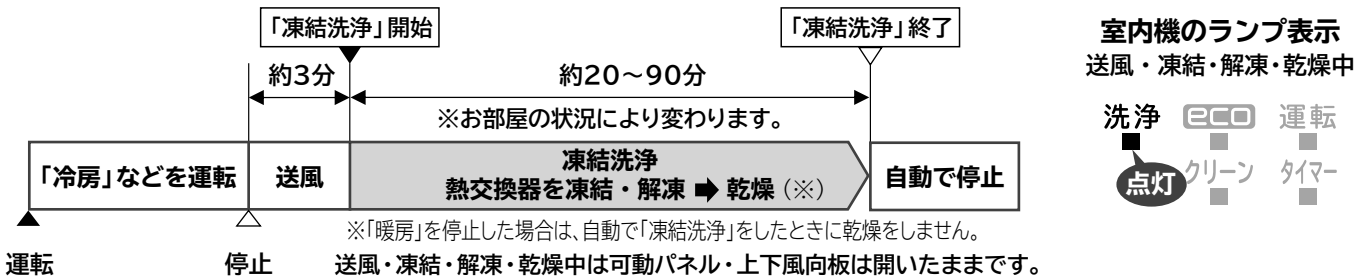 「凍結洗浄」開始
「凍結洗浄」終了
約3分
約20～90分
※お部屋の状況により変わります。
「冷房」などを運転
送風
凍結洗浄
熱交換器を凍結・解凍 ➡ 乾燥（※）
自動で停止
※「暖房」を停止した場合は、自動で「凍結洗浄」をしたときに乾燥をしません。
運転
停止
送風・凍結・解凍・乾燥中は可動パネル・上下風向板は開いたままです。
室内機のランプ表示
送風・凍結・解凍・乾燥中
洗浄 eco 運転
点灯 クリーン タイマー